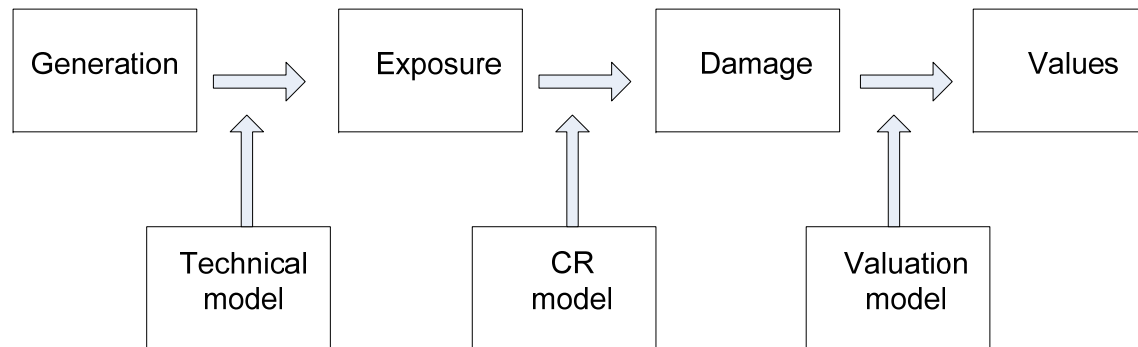 Generation
Exposure
Damage
Values
Technical
model
CR
model
Valuation
model